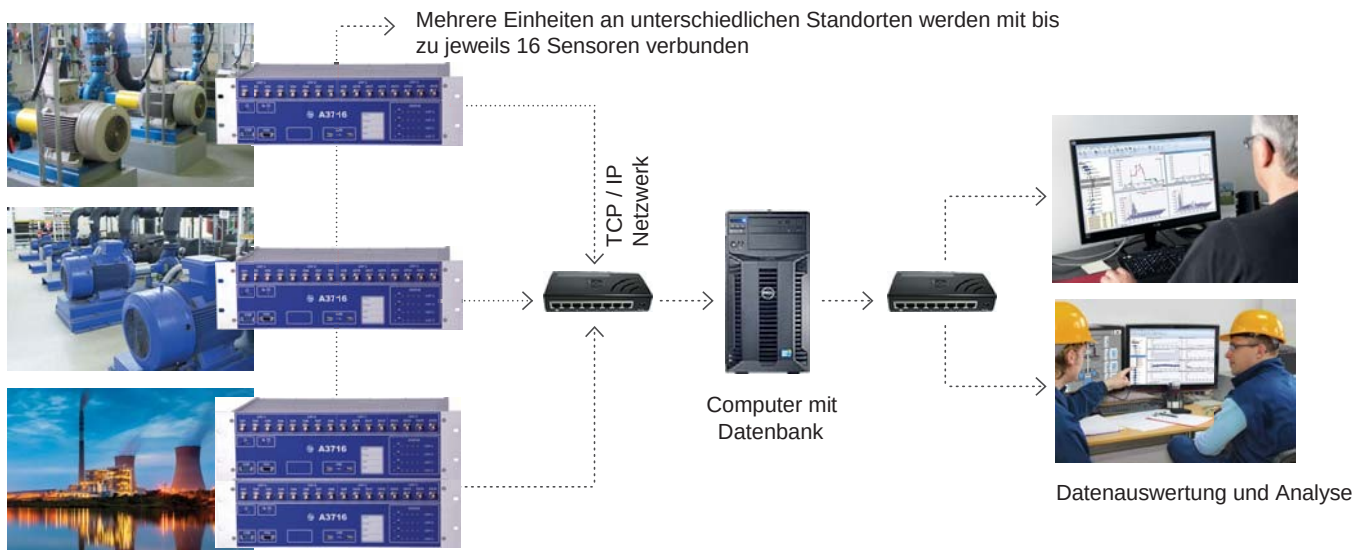 Mehrere Einheiten an unterschiedlichen Standorten werden mit bis
zu jeweils 16 Sensoren verbunden
A3716
TCP / IP
Netzwerk
A3716
A3716
A3716
Computer mit
Datenbank
Datenauswertung und Analyse